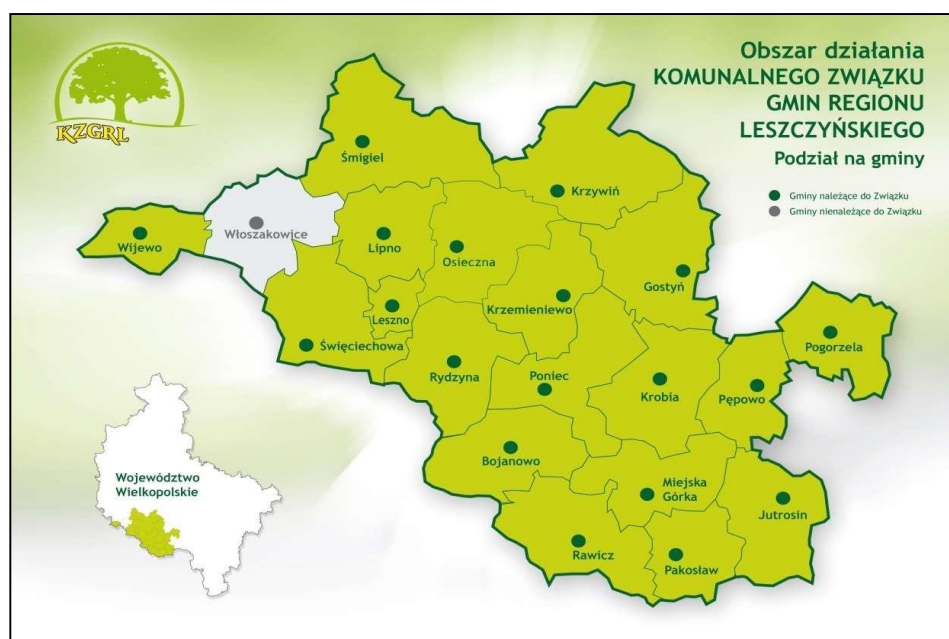 Obszar działania
KOMUNALNEGO ZWIĄZKU
GMIN REGIONU
LESZCZYŃSKIEGO
Podział na gminy
Gminy należące do Związku
Gminy nienależące do Związku
KZGRL
Śmigiel
Krzywiń
Włoszakowice
Wijewo
Lipno
Osieczna
Gostyń
Krzemieniewo
Leszno
Święciechowa
Pogorzela
Rydzyna
Poniec
Krobia
Pępowo
Bojanowo
Miejska
Górka
Jutrosin
Rawicz
Pakosław
Województwo
Wielkopolskie